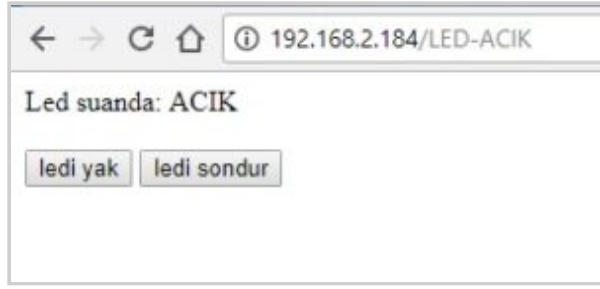 192.168.2.184/LED-ACIK
Led suanda: ACIK
ledi yak ledi sondur